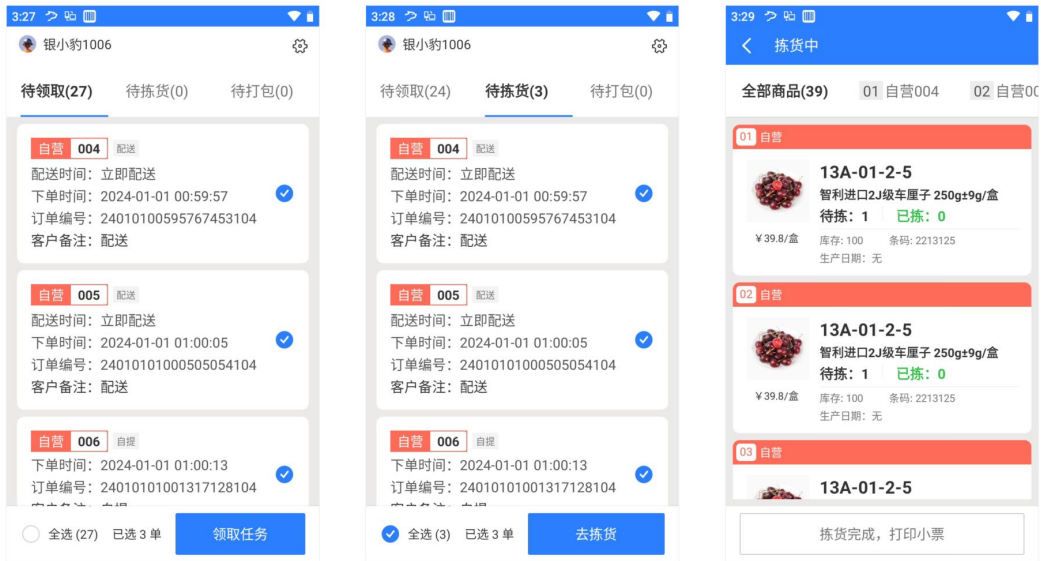 3:27
银小豹1006
待领取(27) 待拣货(0) 待打包(0)
自营 004 配送
配送时间：立即配送
下单时间：2024-01-01 00:59:57
订单编号：24010100595767453104
客户备注：配送
自营 005 配送
配送时间：立即配送
下单时间：2024-01-01 01:00:05
订单编号：24010101000505054104
客户备注：配送
自营 006 自提
下单时间：2024-01-01 01:00:13
订单编号：24010101001317128104
全选 (27) 已选 3 单 领取任务
3:28
银小豹1006
待领取(24) 待拣货(3) 待打包(0)
自营 004 配送
配送时间：立即配送
下单时间：2024-01-01 00:59:57
订单编号：24010100595767453104
客户备注：配送
自营 005 配送
配送时间：立即配送
下单时间：2024-01-01 01:00:05
订单编号：24010101000505054104
客户备注：配送
自营 006 自提
下单时间：2024-01-01 01:00:13
订单编号：24010101001317128104
全选 (3) 已选 3 单 去拣货
3:29
拣货中
全部商品(39) 01 自营004 02 自营00
01 自营
13A-01-2-5
智利进口2J级车厘子 250g±9g/盒
待拣：1 已拣：0
￥39.8/盒 库存: 100 条码: 2213125
生产日期：无
02 自营
13A-01-2-5
智利进口2J级车厘子 250g±9g/盒
待拣：1 已拣：0
￥39.8/盒 库存: 100 条码: 2213125
生产日期：无
03 自营
13A-01-2-5
拣货完成，打印小票